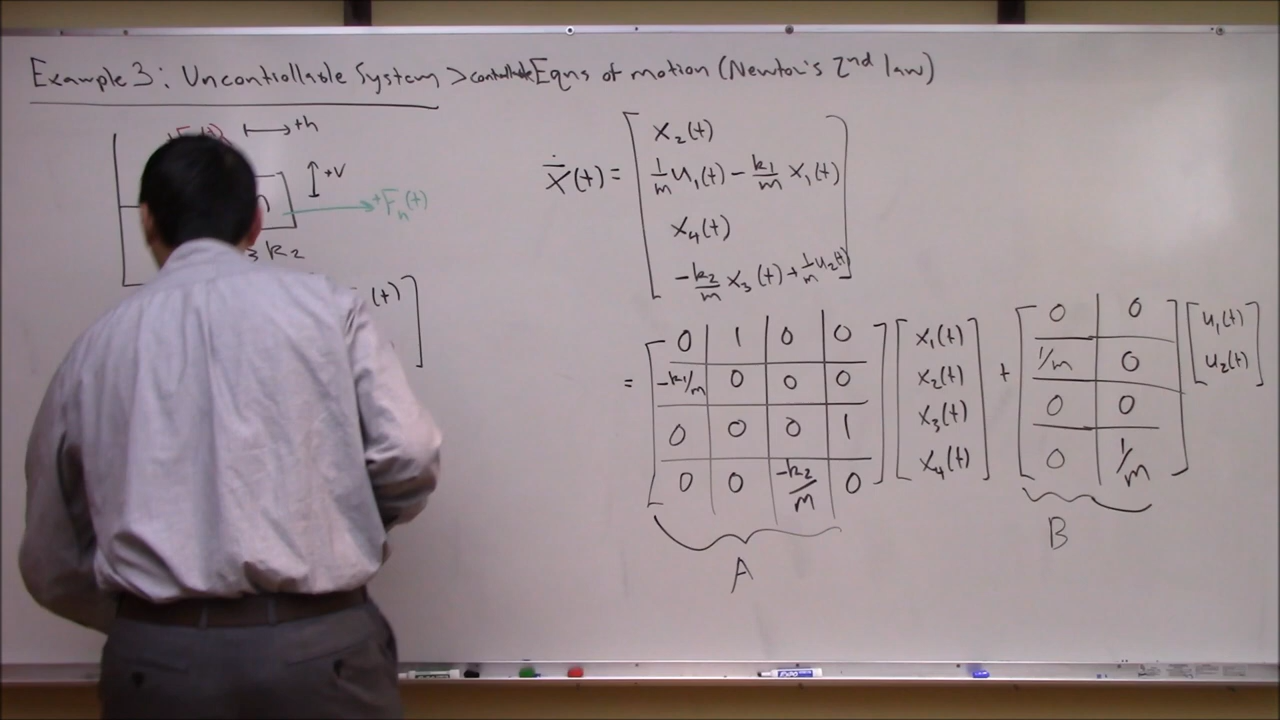 Example 3: Uncontrollable System > controllable Eqns of motion (Newton's 2nd law)
→ +h
↑ +V
+Fₙ(t)
k₂
(t)
ẋ(t) = [ x₂(t)
1/m u₁(t) - k₁/m x₁(t)
x₄(t)
-k₂/m x₃(t) + 1/m u₂(t) ]
= [ 0 1 0 0 ] [ x₁(t) ] + [ 0 0 ] [ u₁(t) ]
[ -k₁/m 0 0 0 ] [ x₂(t) ] [ 1/m 0 ] [ u₂(t) ]
[ 0 0 0 1 ] [ x₃(t) ] [ 0 0 ]
[ 0 0 -k₂/m 0 ] [ x₄(t) ] [ 0 1/m ]
A B
EXPO